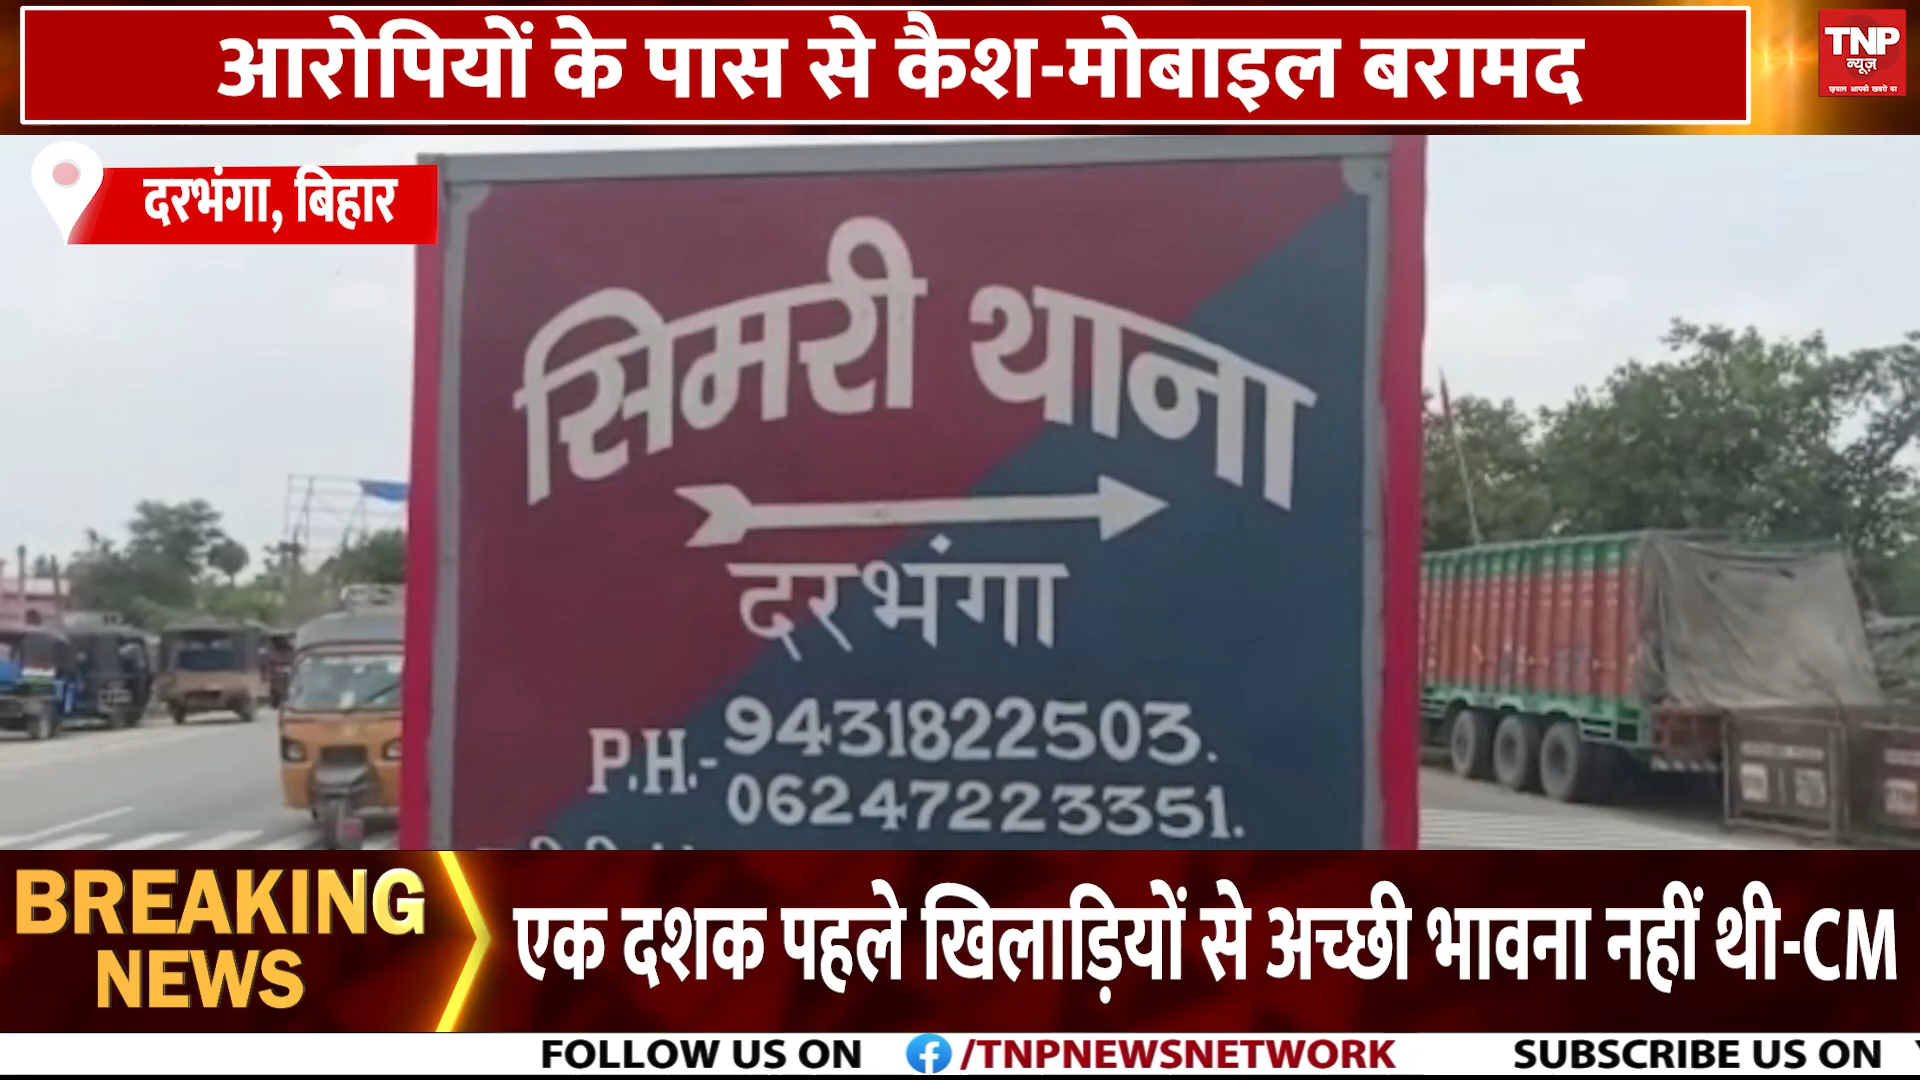 आरोपियों के पास से कैश-मोबाइल बरामद
TNP
न्यूज़
दरभंगा, बिहार
सिमरी थाना
दरभंगा
P.H.- 9431822503.
06247223351.
BREAKING
NEWS
एक दशक पहले खिलाड़ियों से अच्छी भावना नहीं थी-CM
FOLLOW US ON /TNPNEWSNETWORK SUBSCRIBE US ON